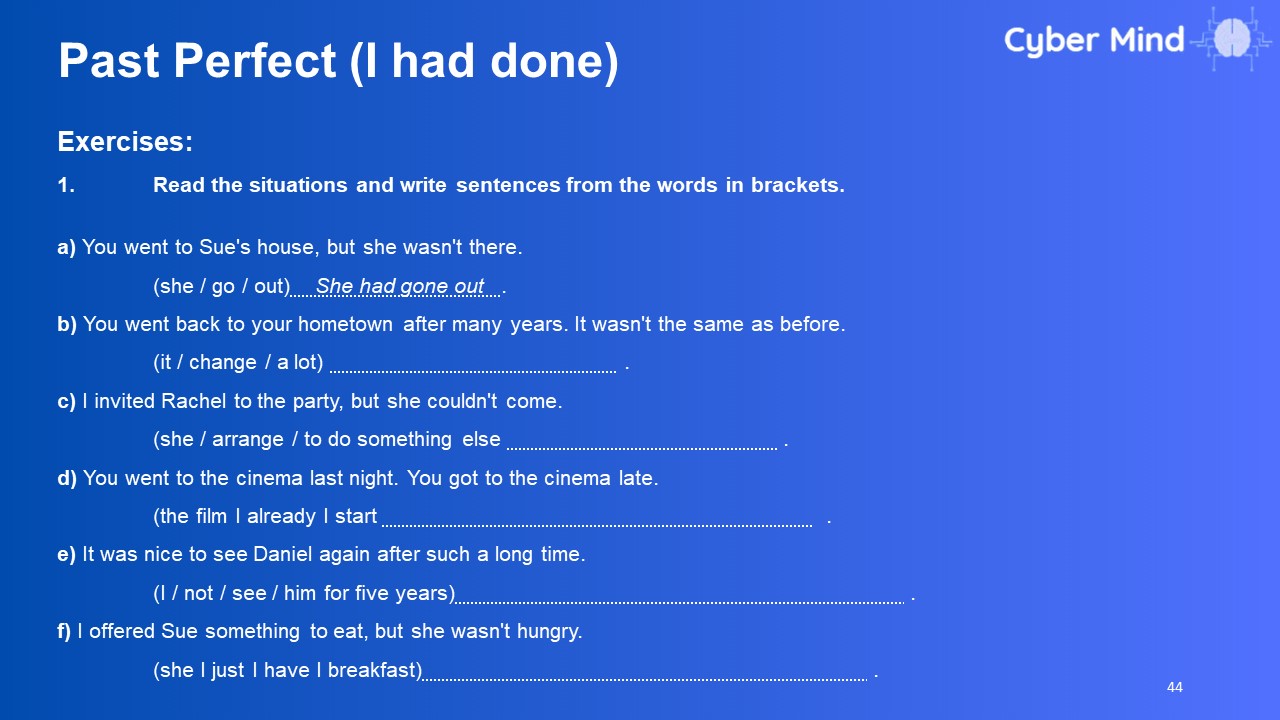 Past Perfect (I had done)
Cyber Mind
Exercises:
1. Read the situations and write sentences from the words in brackets.
a) You went to Sue's house, but she wasn't there.
(she / go / out) She had gone out .
b) You went back to your hometown after many years. It wasn't the same as before.
(it / change / a lot) .
c) I invited Rachel to the party, but she couldn't come.
(she / arrange / to do something else .
d) You went to the cinema last night. You got to the cinema late.
(the film I already I start .
e) It was nice to see Daniel again after such a long time.
(I / not / see / him for five years) .
f) I offered Sue something to eat, but she wasn't hungry.
(she I just I have I breakfast) .
44